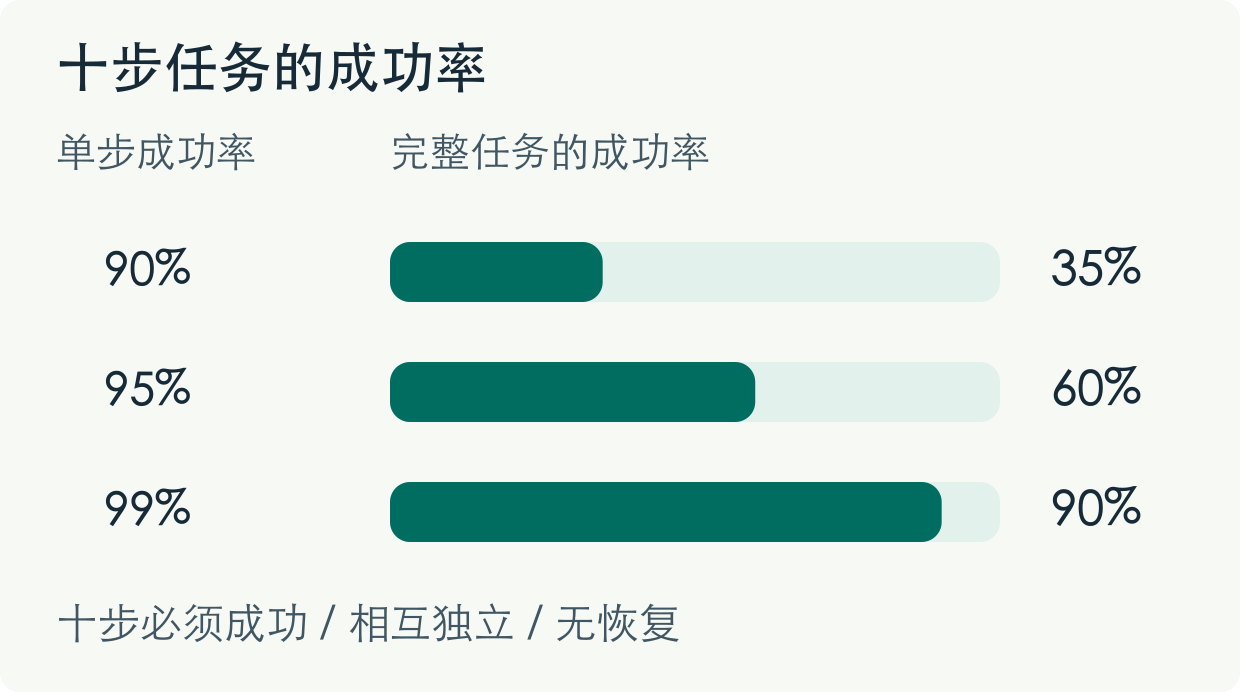 十步任务的成功率
单步成功率 完整任务的成功率
90% 35%
95% 60%
99% 90%
十步必须成功 / 相互独立 / 无恢复